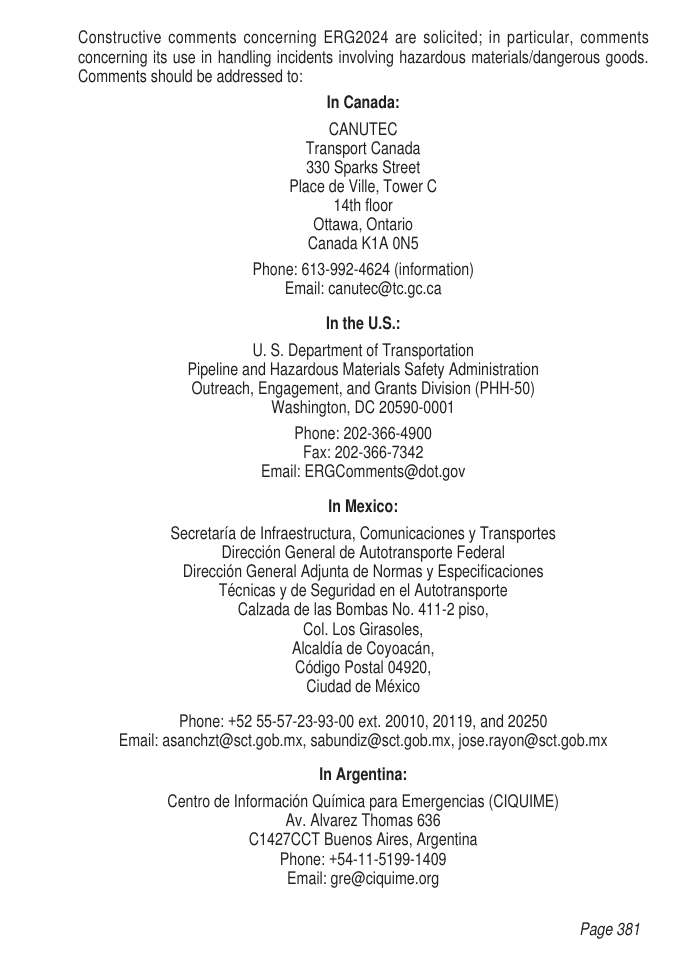 Constructive comments concerning ERG2024 are solicited; in particular, comments
concerning its use in handling incidents involving hazardous materials/dangerous goods.
Comments should be addressed to:
In Canada:
CANUTEC
Transport Canada
330 Sparks Street
Place de Ville, Tower C
14th floor
Ottawa, Ontario
Canada K1A 0N5
Phone: 613-992-4624 (information)
Email: canutec@tc.gc.ca
In the U.S.:
U. S. Department of Transportation
Pipeline and Hazardous Materials Safety Administration
Outreach, Engagement, and Grants Division (PHH-50)
Washington, DC 20590-0001
Phone: 202-366-4900
Fax: 202-366-7342
Email: ERGComments@dot.gov
In Mexico:
Secretaría de Infraestructura, Comunicaciones y Transportes
Dirección General de Autotransporte Federal
Dirección General Adjunta de Normas y Especificaciones
Técnicas y de Seguridad en el Autotransporte
Calzada de las Bombas No. 411-2 piso,
Col. Los Girasoles,
Alcaldía de Coyoacán,
Código Postal 04920,
Ciudad de México
Phone: +52 55-57-23-93-00 ext. 20010, 20119, and 20250
Email: asanchzt@sct.gob.mx, sabundiz@sct.gob.mx, jose.rayon@sct.gob.mx
In Argentina:
Centro de Información Química para Emergencias (CIQUIME)
Av. Alvarez Thomas 636
C1427CCT Buenos Aires, Argentina
Phone: +54-11-5199-1409
Email: gre@ciquime.org
Page 381